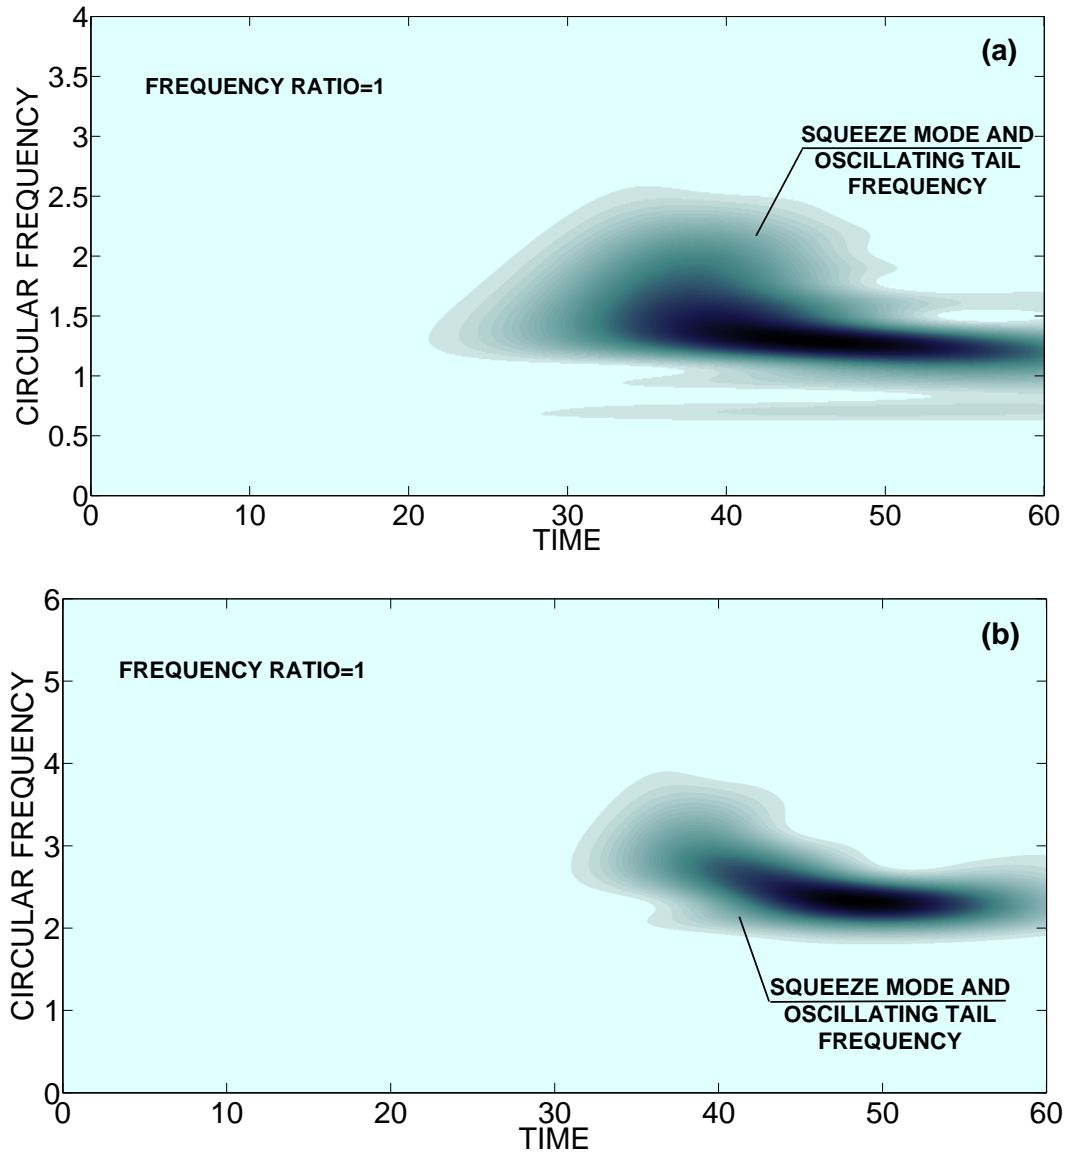 4
(a)
3.5
FREQUENCY RATIO=1
3
SQUEEZE MODE AND
OSCILLATING TAIL
FREQUENCY
2.5
2
1.5
1
0.5
0
CIRCULAR FREQUENCY
0 10 20 30 40 50 60
TIME
6
(b)
FREQUENCY RATIO=1
5
4
3
2
SQUEEZE MODE AND
OSCILLATING TAIL
FREQUENCY
1
0
CIRCULAR FREQUENCY
0 10 20 30 40 50 60
TIME